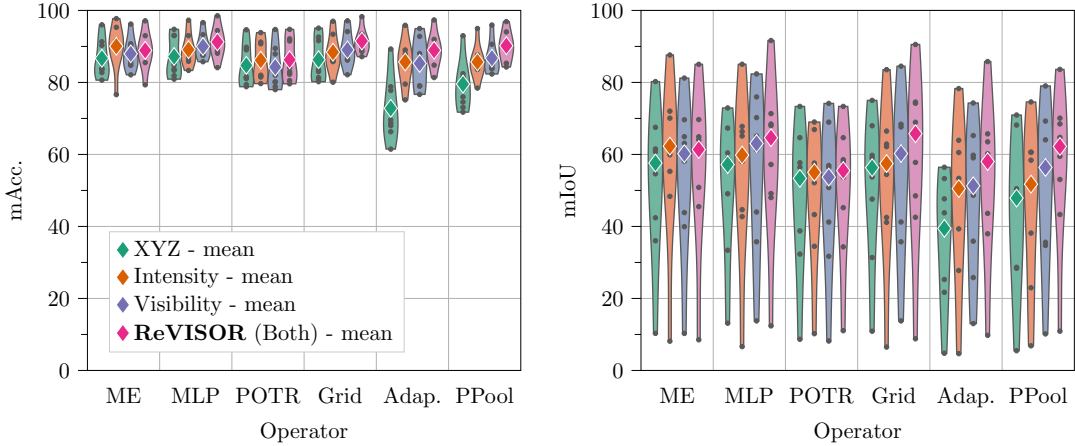 100
80
60
40
20
0
mAcc.
XYZ - mean
Intensity - mean
Visibility - mean
ReVISOR (Both) - mean
ME MLP POTR Grid Adap. PPool
Operator
100
80
60
40
20
0
mIoU
ME MLP POTR Grid Adap. PPool
Operator